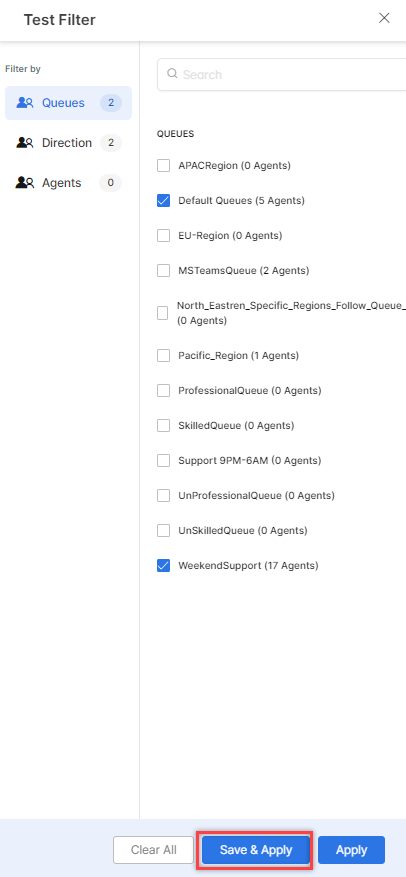 Test Filter
Filter by
Search
Queues 2
Direction 2
Agents 0
QUEUES
APACRegion (0 Agents)
Default Queues (5 Agents)
EU-Region (0 Agents)
MSTeamsQueue (2 Agents)
North_Eastren_Specific_Regions_Follow_Queue_
(0 Agents)
Pacific_Region (1 Agents)
ProfessionalQueue (0 Agents)
SkilledQueue (0 Agents)
Support 9PM-6AM (0 Agents)
UnProfessionalQueue (0 Agents)
UnSkilledQueue (0 Agents)
WeekendSupport (17 Agents)
Clear All
Save & Apply
Apply